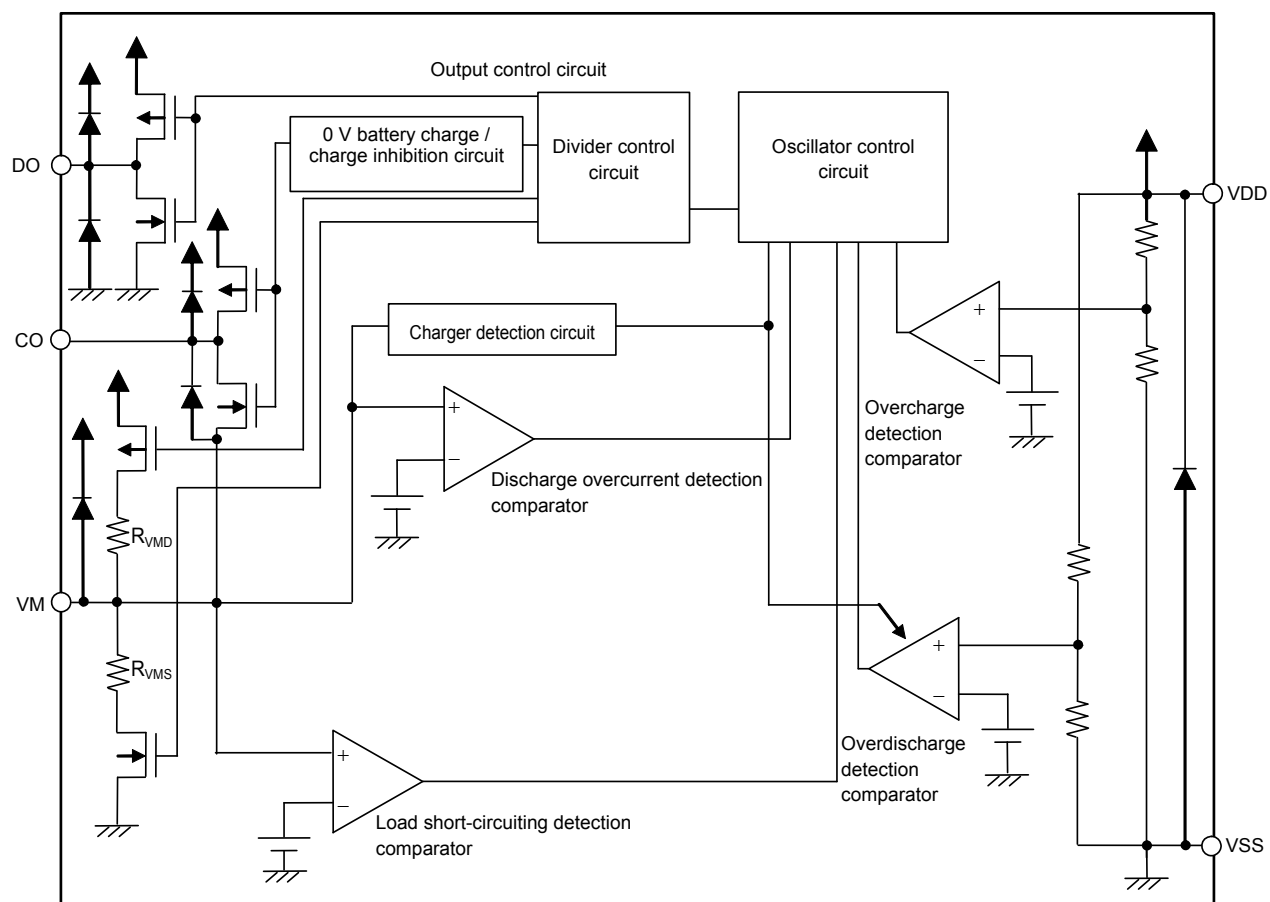 Output control circuit
0 V battery charge /
charge inhibition circuit
Divider control
circuit
Oscillator control
circuit
DO
VDD
CO
Charger detection circuit
+
−
Overcharge
detection
comparator
+
−
Discharge overcurrent detection
comparator
RVMD
VM
RVMS
+
−
Overdischarge
detection
comparator
+
−
Load short-circuiting detection
comparator
VSS